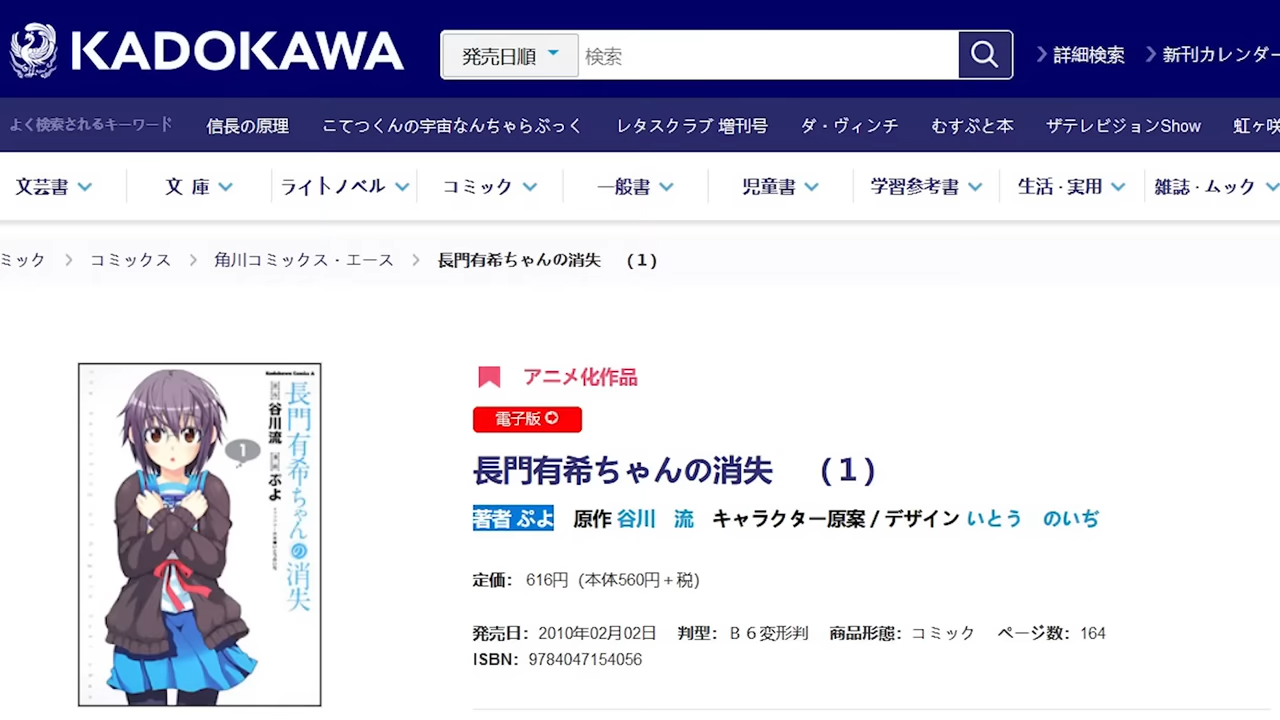 KADOKAWA
発売日順 検索 詳細検索 新刊カレンダー
よく検索されるキーワード 信長の原理 こてつくんの宇宙なんちゃらぶっく レタスクラブ 増刊号 ダ・ヴィンチ むすぶと本 ザテレビジョンShow 虹ヶ咲
文芸書 文 庫 ライトノベル コミック 一般書 児童書 学習参考書 生活・実用 雑誌・ムック
ミック コミックス 角川コミックス・エース 長門有希ちゃんの消失 （１）
アニメ化作品
電子版
長門有希ちゃんの消失 （１）
著者 ぷよ 原作 谷川 流 キャラクター原案 / デザイン いとう のいぢ
定価： 616円（本体560円＋税）
発売日： 2010年02月02日 判型： Ｂ６変形判 商品形態： コミック ページ数： 164
ISBN： 9784047154056
Kadokawa Comics A
長門有希ちゃんの消失
谷川流
ぷよ
1